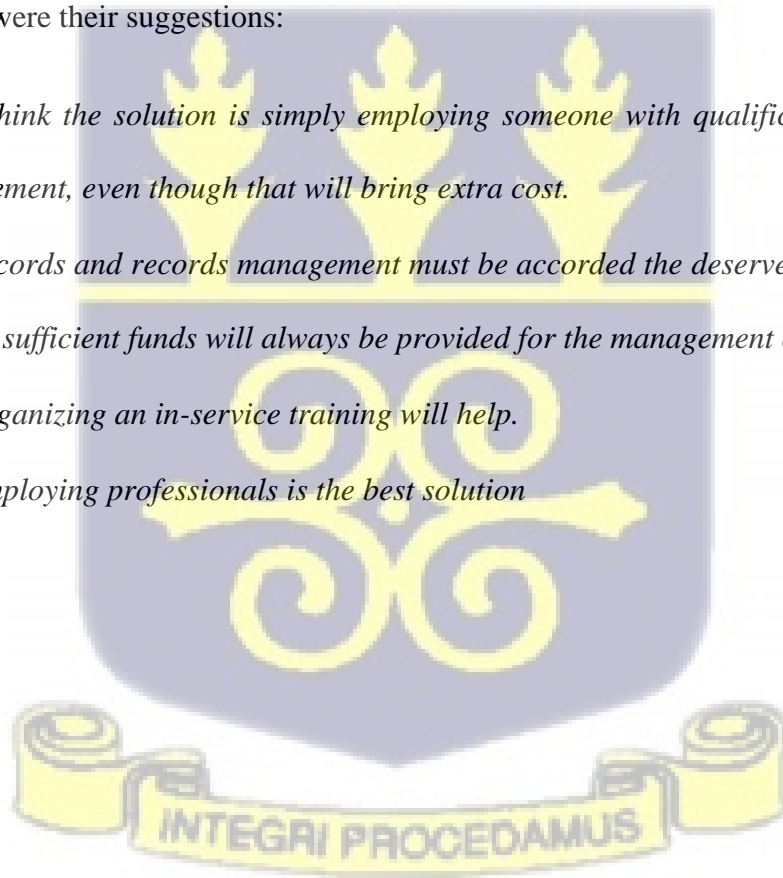 were their suggestions:
hink the solution is simply employing someone with qualific
ement, even though that will bring extra cost.
cords and records management must be accorded the deserve
sufficient funds will always be provided for the management
ganizing an in-service training will help.
ploying professionals is the best solution
INTEGRI PROCEDAMUS